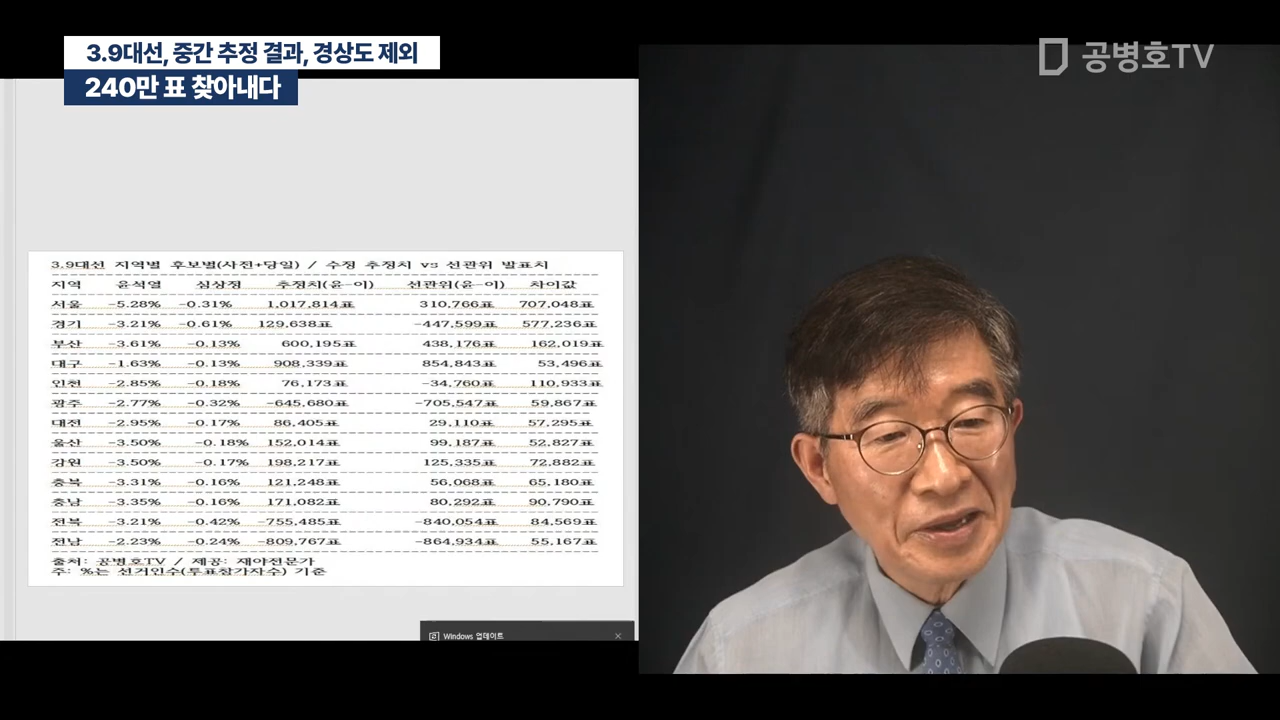 3.9대선, 중간 추정 결과, 경상도 제외
240만 표 찾아내다
공병호TV
3.9대선 지역별 후보별(사전+당일) / 수정 추정치 vs 선관위 발표치
지역 윤석열 심상정 추정치(윤-이) 선관위(윤-이) 차이값
서울 -5.28% -0.31% 1,017,814표 310,766표 707,048표
경기 -3.21% -0.61% 129,638표 -447,599표 577,236표
부산 -3.61% -0.13% 600,195표 438,176표 162,019표
대구 -1.63% -0.13% 908,339표 854,843표 53,496표
인천 -2.85% -0.18% 76,173표 -34,760표 110,933표
광주 -2.77% -0.32% -645,680표 -705,547표 59,867표
대전 -2.95% -0.17% 86,405표 29,110표 57,295표
울산 -3.50% -0.18% 152,014표 99,187표 52,827표
강원 -3.50% -0.17% 198,217표 125,335표 72,882표
충북 -3.31% -0.16% 121,248표 56,068표 65,180표
충남 -3.35% -0.16% 171,082표 80,292표 90,790표
전북 -3.21% -0.42% -755,485표 -840,054표 84,569표
전남 -2.23% -0.24% -809,767표 -864,934표 55,167표
출처: 공병호TV / 제공: 재야전문가
주: %는 선거인수(투표참가자수) 기준
Windows 업데이트